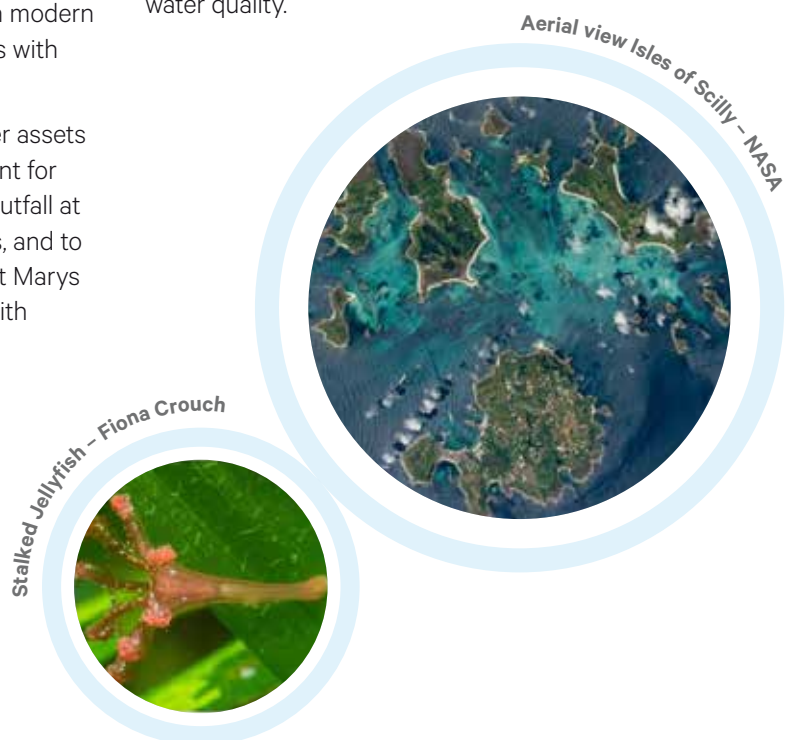 modern
s with
assets
nt for
utfall at
and to
t Marys
ith
water quality.
Aerial view Isles of Scilly – NASA
Stalked Jellyfish – Fiona Crouch